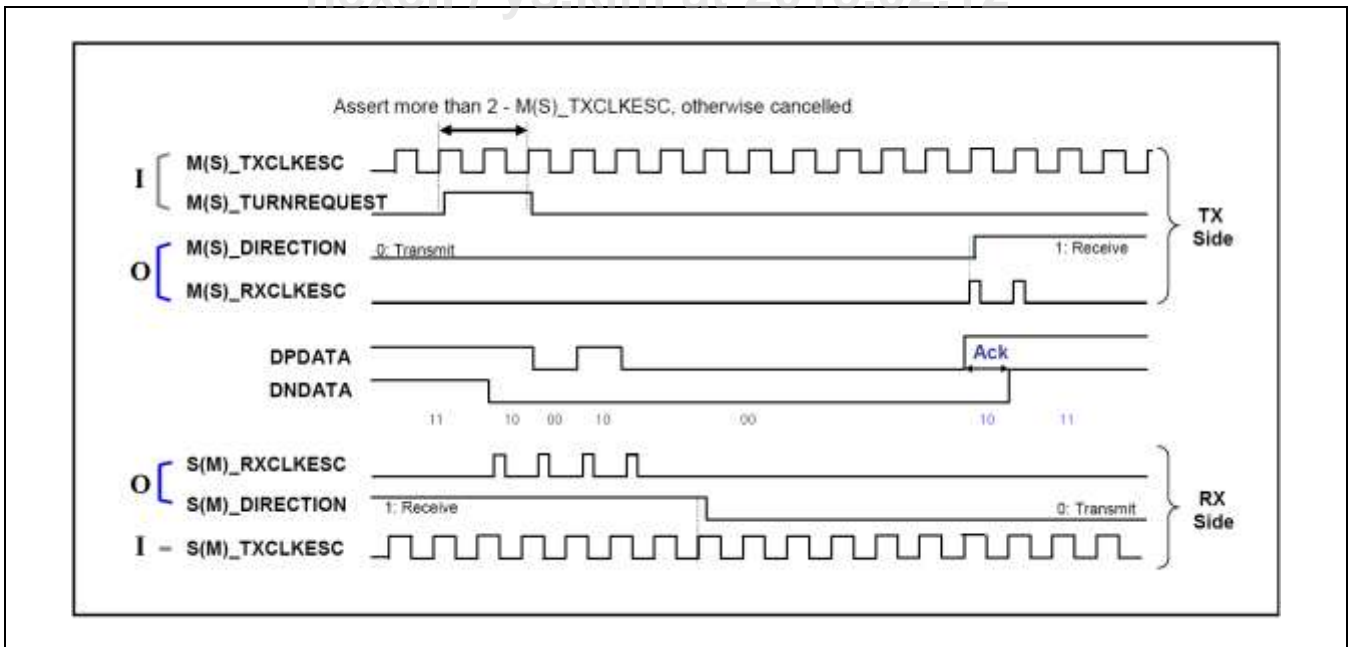 Assert more than 2 - M(S)_TXCLKESC, otherwise cancelled
I
M(S)_TXCLKESC
M(S)_TURNREQUEST
TX
Side
O
M(S)_DIRECTION
0: Transmit
1: Receive
M(S)_RXCLKESC
DPDATA
Ack
DNDATA
11 10 00 10 00 10 11
O
S(M)_RXCLKESC
S(M)_DIRECTION
1: Receive
0: Transmit
RX
Side
I - S(M)_TXCLKESC